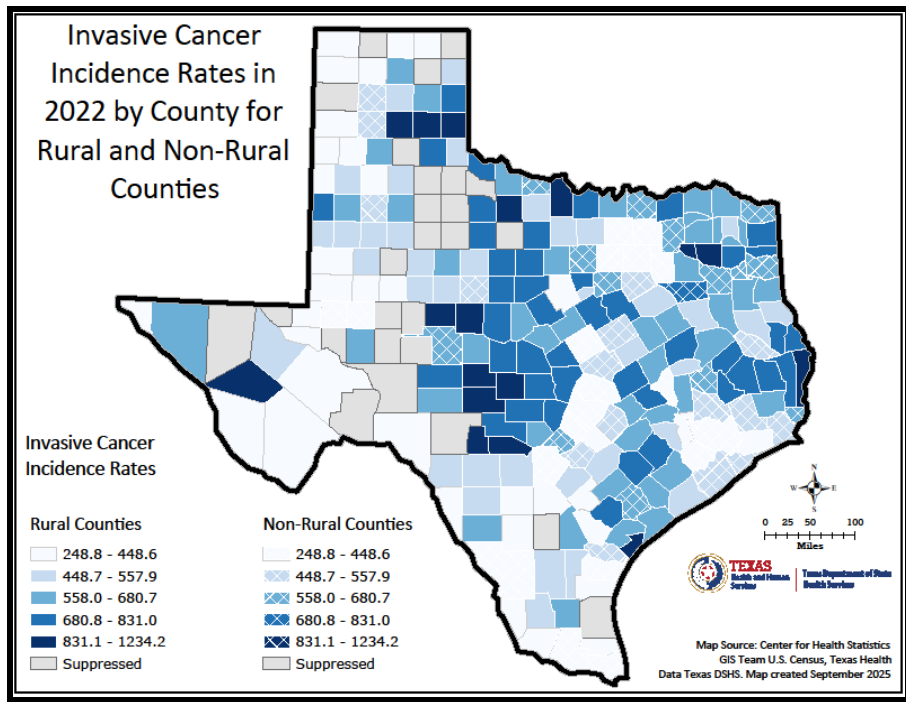 Invasive Cancer
Incidence Rates in
2022 by County for
Rural and Non-Rural
Counties
Invasive Cancer
Incidence Rates
Rural Counties
248.8 - 448.6
448.7 - 557.9
558.0 - 680.7
680.8 - 831.0
831.1 - 1234.2
Suppressed
Non-Rural Counties
248.8 - 448.6
448.7 - 557.9
558.0 - 680.7
680.8 - 831.0
831.1 - 1234.2
Suppressed
N
W E
S
0 25 50 100
Miles
TEXAS
Health and Human
Services
Texas Department of State
Health Services
Map Source: Center for Health Statistics
GIS Team U.S. Census, Texas Health
Data Texas DSHS. Map created September 2025